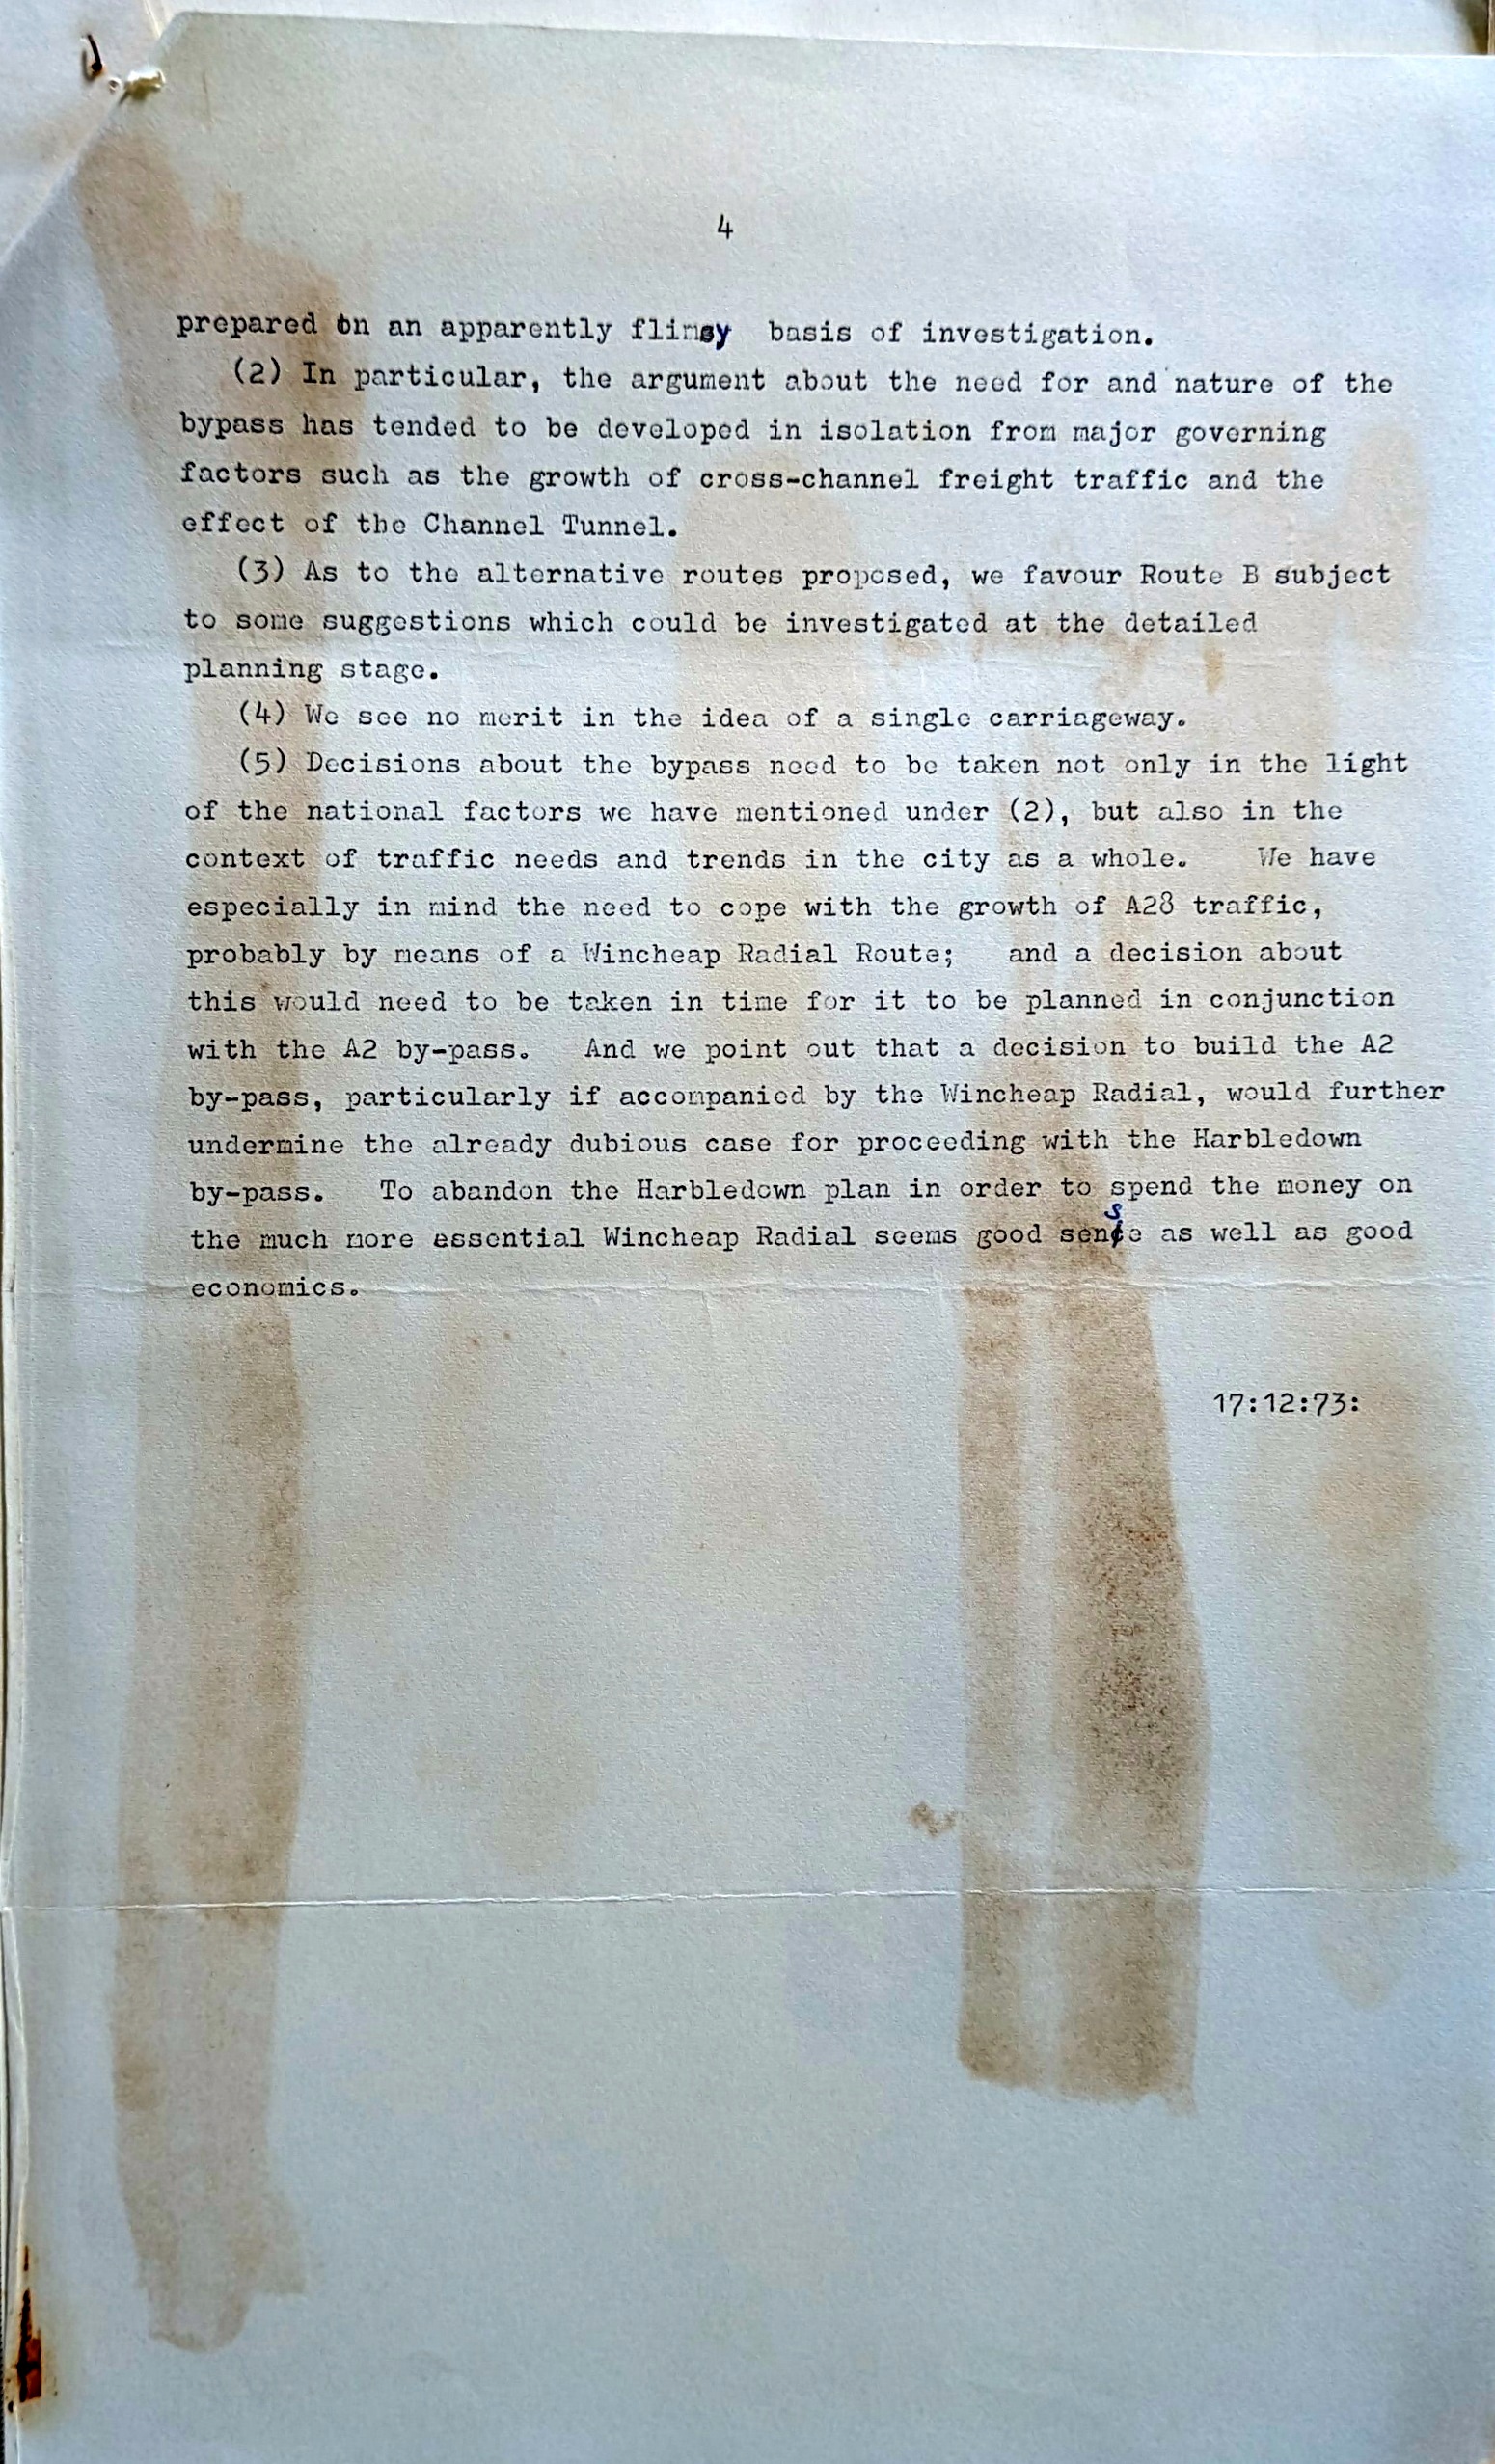 4
prepared on an apparently flimsy basis of investigation.
(2) In particular, the argument about the need for and nature of the
bypass has tended to be developed in isolation from major governing
factors such as the growth of cross-channel freight traffic and the
effect of the Channel Tunnel.
(3) As to the alternative routes proposed, we favour Route B subject
to some suggestions which could be investigated at the detailed
planning stage.
(4) We see no merit in the idea of a single carriageway.
(5) Decisions about the bypass need to be taken not only in the light
of the national factors we have mentioned under (2), but also in the
context of traffic needs and trends in the city as a whole. We have
especially in mind the need to cope with the growth of A28 traffic,
probably by means of a Wincheap Radial Route; and a decision about
this would need to be taken in time for it to be planned in conjunction
with the A2 by-pass. And we point out that a decision to build the A2
by-pass, particularly if accompanied by the Wincheap Radial, would further
undermine the already dubious case for proceeding with the Harbledown
by-pass. To abandon the Harbledown plan in order to spend the money on
the much more essential Wincheap Radial seems good sense as well as good
economics.
17:12:73: